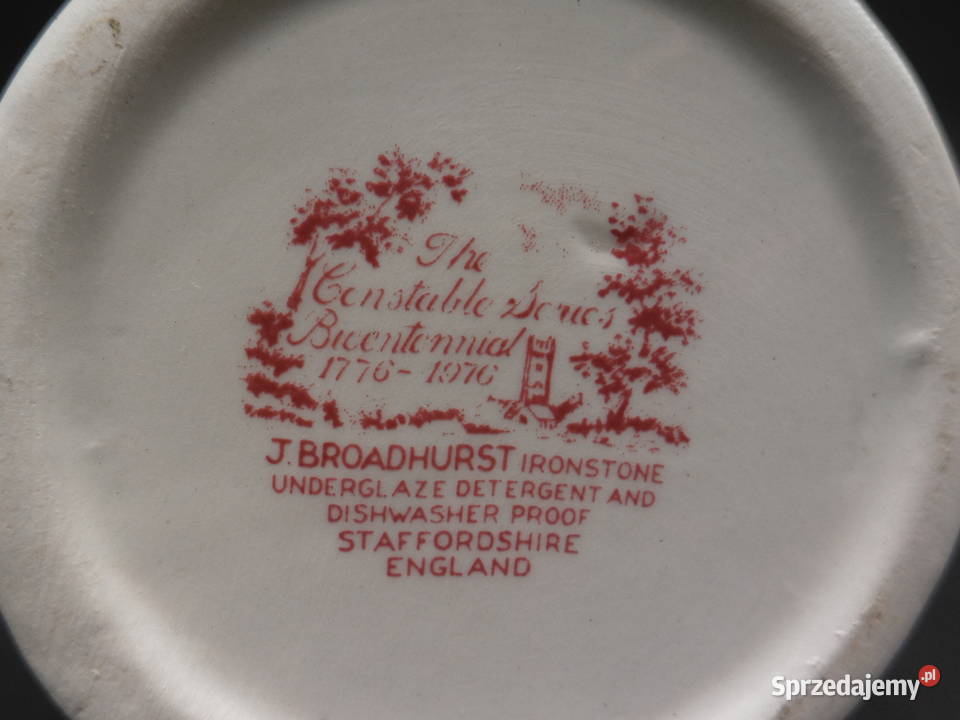 The
Constable Series
Bicentennial
1776 - 1976
J. BROADHURST IRONSTONE
UNDERGLAZE DETERGENT AND
DISHWASHER PROOF
STAFFORDSHIRE
ENGLAND
Sprzedajemy.pl